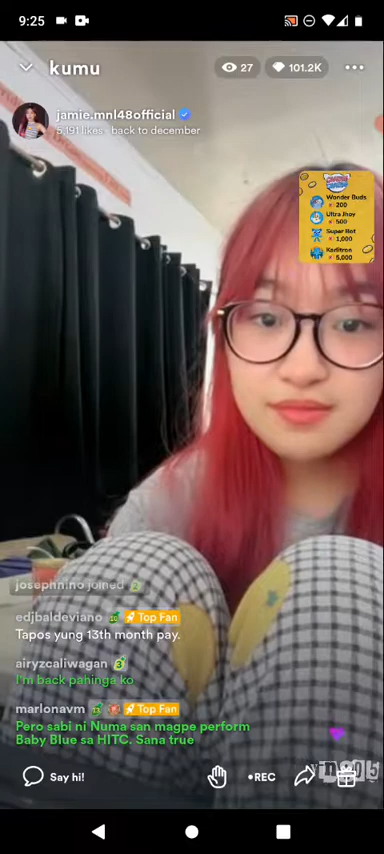 9:25
kumu
27
101.2K
jamie.mnl48official
5,191 likes · back to december
Wonder Buds
200
Ultra Jhoy
500
Super Hot
1,000
Karlitron
5,000
josephn.no joined
edjbaldeviano Top Fan
Tapos yung 13th month pay.
airyzcaliwagan 3
I'm back pahinga ko
marlonavm Top Fan
Pero sabi ni Numa san magpe perform
Baby Blue sa HITC. Sana true
Say hi!
•REC